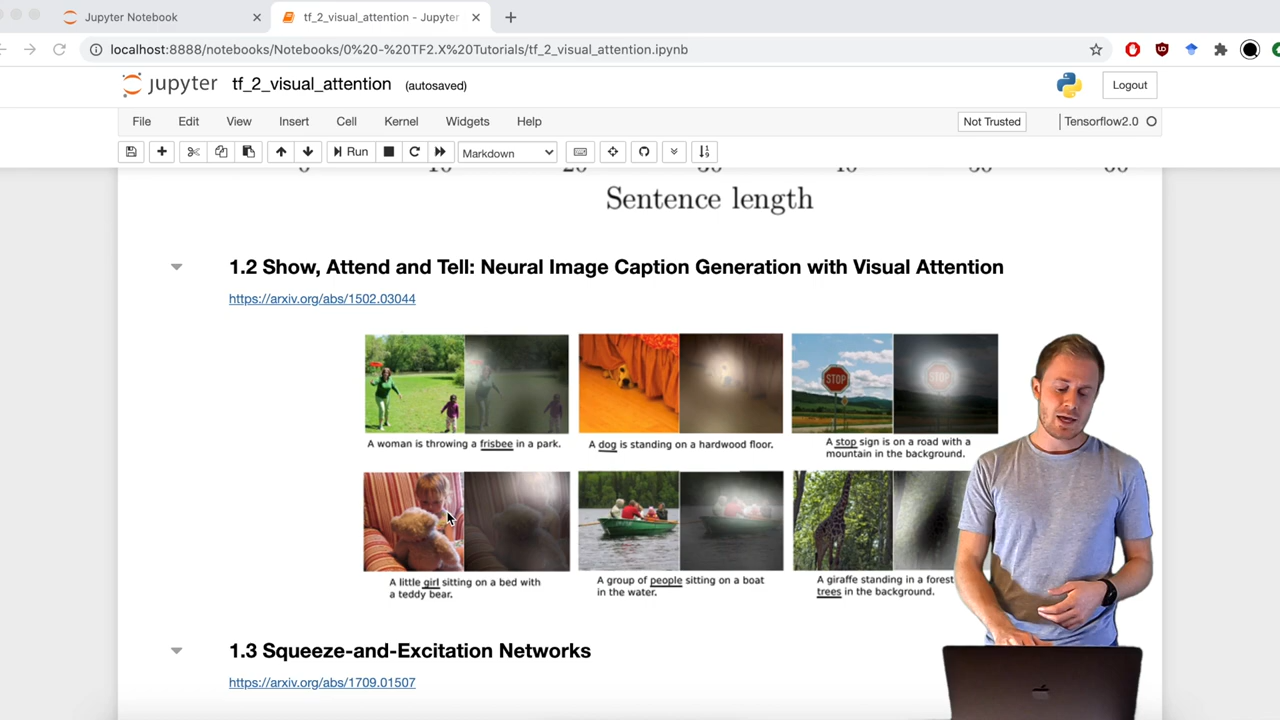 Jupyter Notebook
tf_2_visual_attention - Jupyter
localhost:8888/notebooks/Notebooks/0%20-%20TF2.X%20Tutorials/tf_2_visual_attention.ipynb
jupyter tf_2_visual_attention (autosaved)
Logout
File Edit View Insert Cell Kernel Widgets Help
Not Trusted
Tensorflow2.0
Run
Markdown
Sentence length
1.2 Show, Attend and Tell: Neural Image Caption Generation with Visual Attention
https://arxiv.org/abs/1502.03044
STOP
STOP
A woman is throwing a frisbee in a park.
A dog is standing on a hardwood floor.
A stop sign is on a road with a
mountain in the background.
A little girl sitting on a bed with
a teddy bear.
A group of people sitting on a boat
in the water.
A giraffe standing in a forest
trees in the background.
1.3 Squeeze-and-Excitation Networks
https://arxiv.org/abs/1709.01507